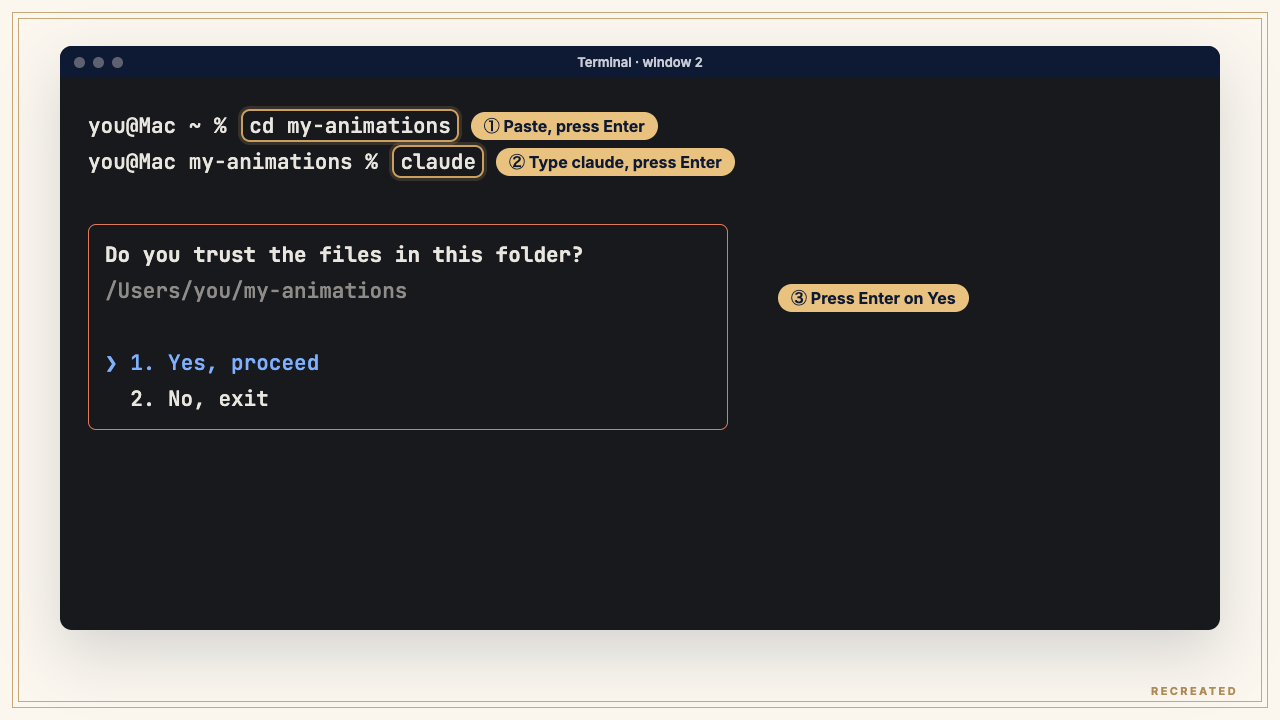 Terminal · window 2
you@Mac ~ % cd my-animations ① Paste, press Enter
you@Mac my-animations % claude ② Type claude, press Enter
Do you trust the files in this folder?
/Users/you/my-animations
③ Press Enter on Yes
❯ 1. Yes, proceed
2. No, exit
RECREATED